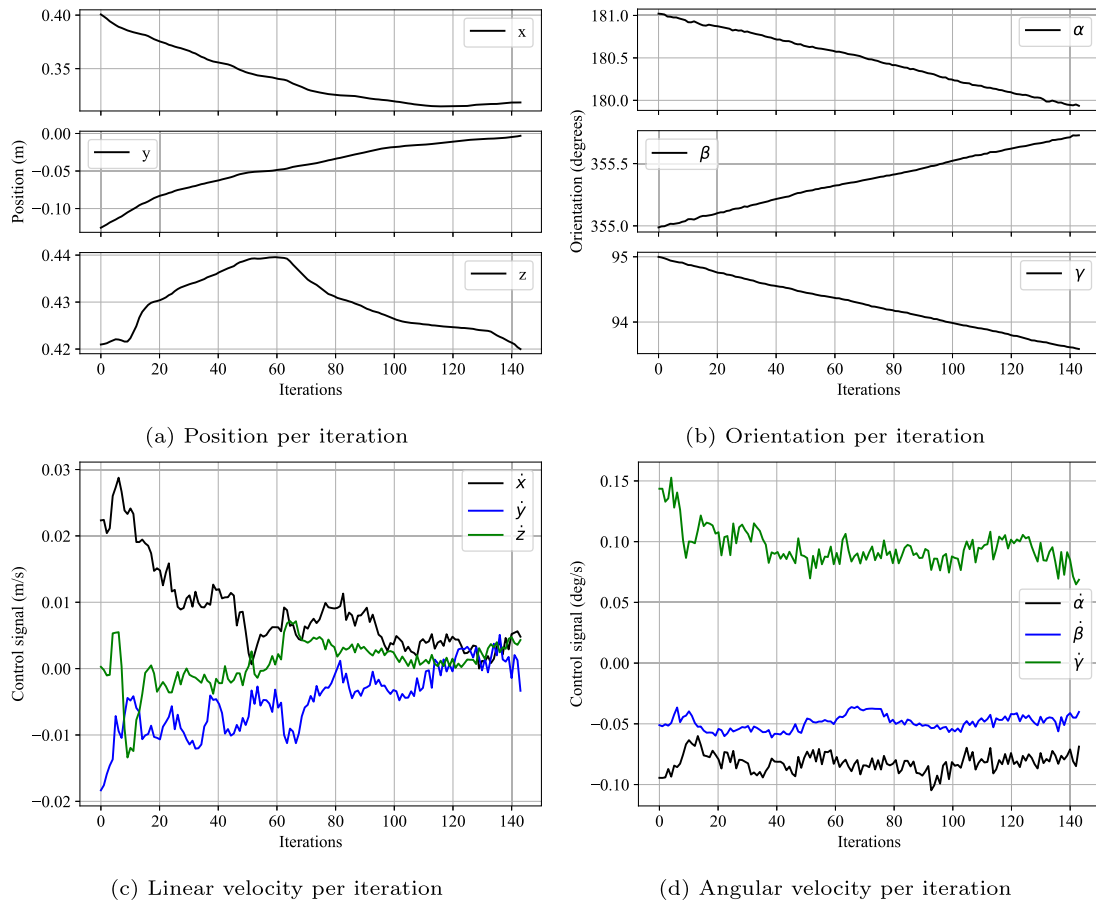 0.40
0.35
x
0.00
−0.05
−0.10
y
Position (m)
0.44
0.43
0.42
z
0 20 40 60 80 100 120 140
Iterations
(a) Position per iteration
181.0
180.5
180.0
α
355.5
355.0
β
Orientation (degrees)
95
94
γ
0 20 40 60 80 100 120 140
Iterations
(b) Orientation per iteration
0.03
0.02
0.01
0.00
−0.01
−0.02
Control signal (m/s)
ẋ
ẏ
ż
0 20 40 60 80 100 120 140
Iterations
(c) Linear velocity per iteration
0.15
0.10
0.05
0.00
−0.05
−0.10
Control signal (deg/s)
α̇
β̇
γ̇
0 20 40 60 80 100 120 140
Iterations
(d) Angular velocity per iteration